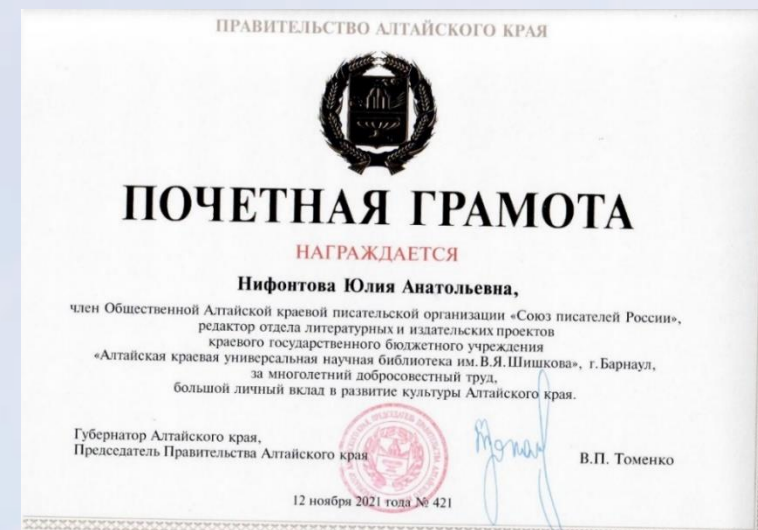 ПРАВИТЕЛЬСТВО АЛТАЙСКОГО КРАЯ
ПОЧЕТНАЯ ГРАМОТА
НАГРАЖДАЕТСЯ
Нифонтова Юлия Анатольевна,
член Общественной Алтайской краевой писательской организации «Союз писателей России»,
редактор отдела литературных и издательских проектов
краевого государственного бюджетного учреждения
«Алтайская краевая универсальная научная библиотека им.В.Я.Шишкова», г.Барнаул,
за многолетний добросовестный труд,
большой личный вклад в развитие культуры Алтайского края.
Губернатор Алтайского края,
Председатель Правительства Алтайского края
В.П. Томенко
12 ноября 2021 года № 421